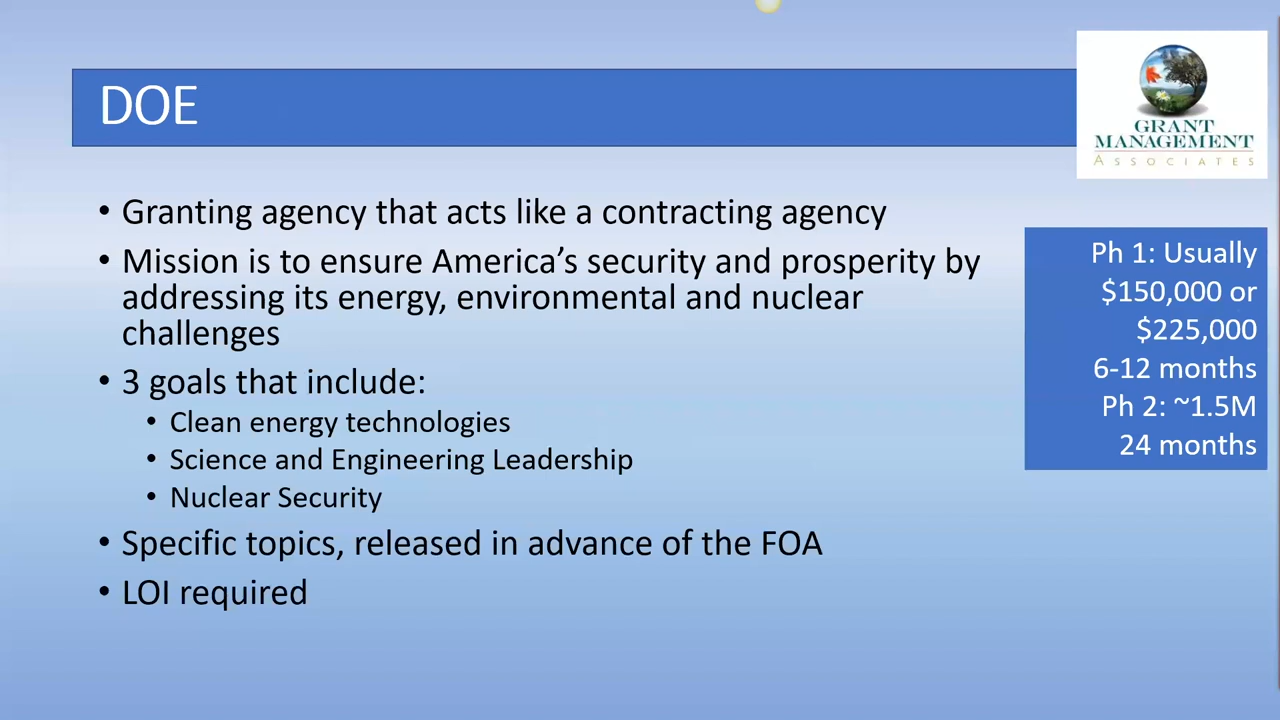 DOE
GRANT
MANAGEMENT
ASSOCIATES
• Granting agency that acts like a contracting agency
• Mission is to ensure America’s security and prosperity by
addressing its energy, environmental and nuclear
challenges
• 3 goals that include:
• Clean energy technologies
• Science and Engineering Leadership
• Nuclear Security
• Specific topics, released in advance of the FOA
• LOI required
Ph 1: Usually
$150,000 or
$225,000
6-12 months
Ph 2: ~1.5M
24 months